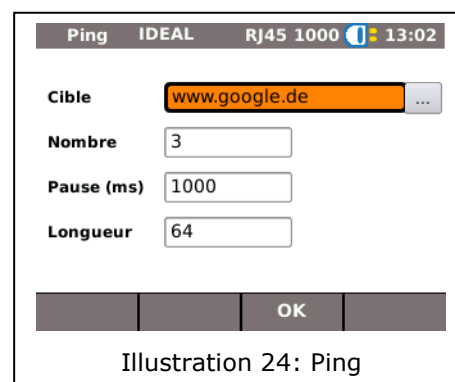 Ping IDEAL RJ45 1000 13:02
Cible www.google.de ...
Nombre 3
Pause (ms) 1000
Longueur 64
OK
Illustration 24: Ping